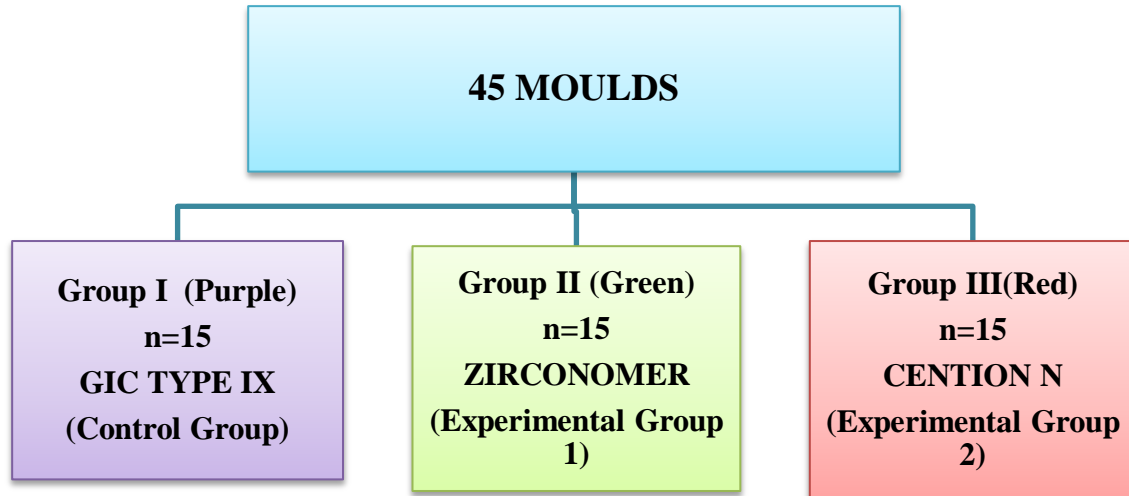 45 MOULDS
Group I (Purple)
n=15
GIC TYPE IX
(Control Group)
Group II (Green)
n=15
ZIRCONOMER
(Experimental Group
1)
Group III(Red)
n=15
CENTION N
(Experimental Group
2)